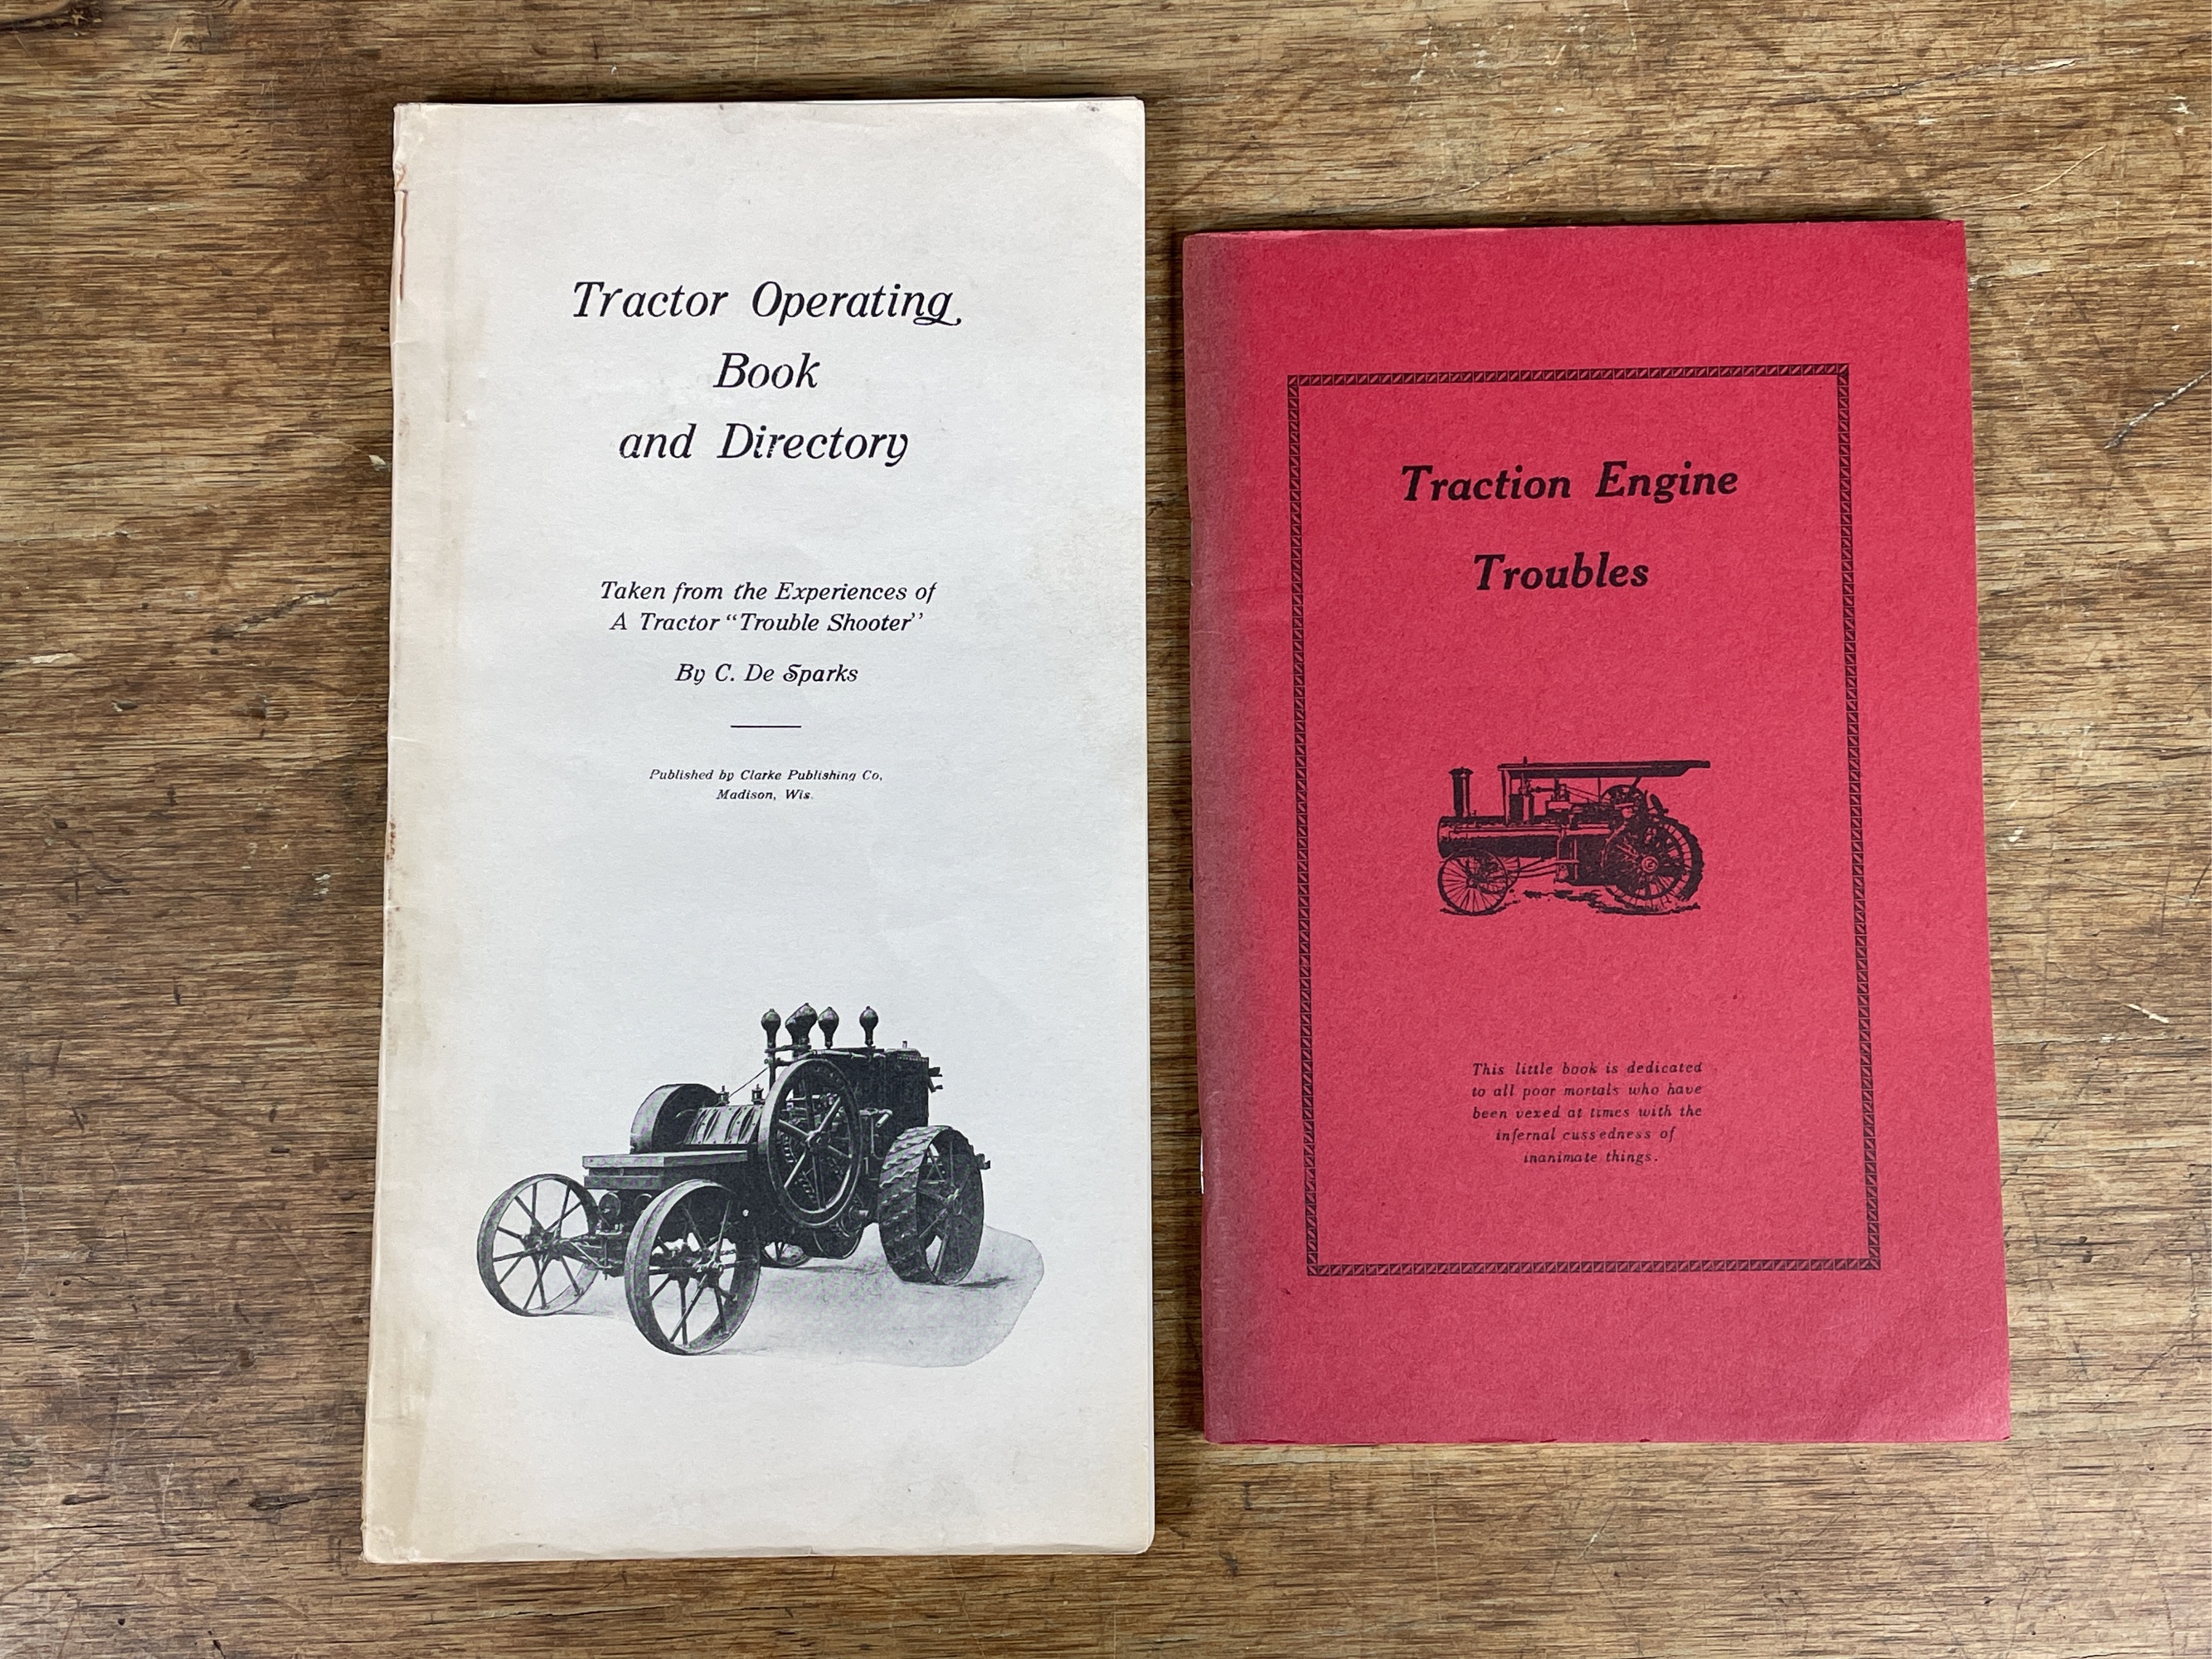 Tractor Operating
Book
and Directory
Taken from the Experiences of
A Tractor “Trouble Shooter”
By C. De Sparks
Published by Clarke Publishing Co.
Madison, Wis.
Traction Engine
Troubles
This little book is dedicated
to all poor mortals who have
been vexed at times with the
infernal cussedness of
inanimate things.